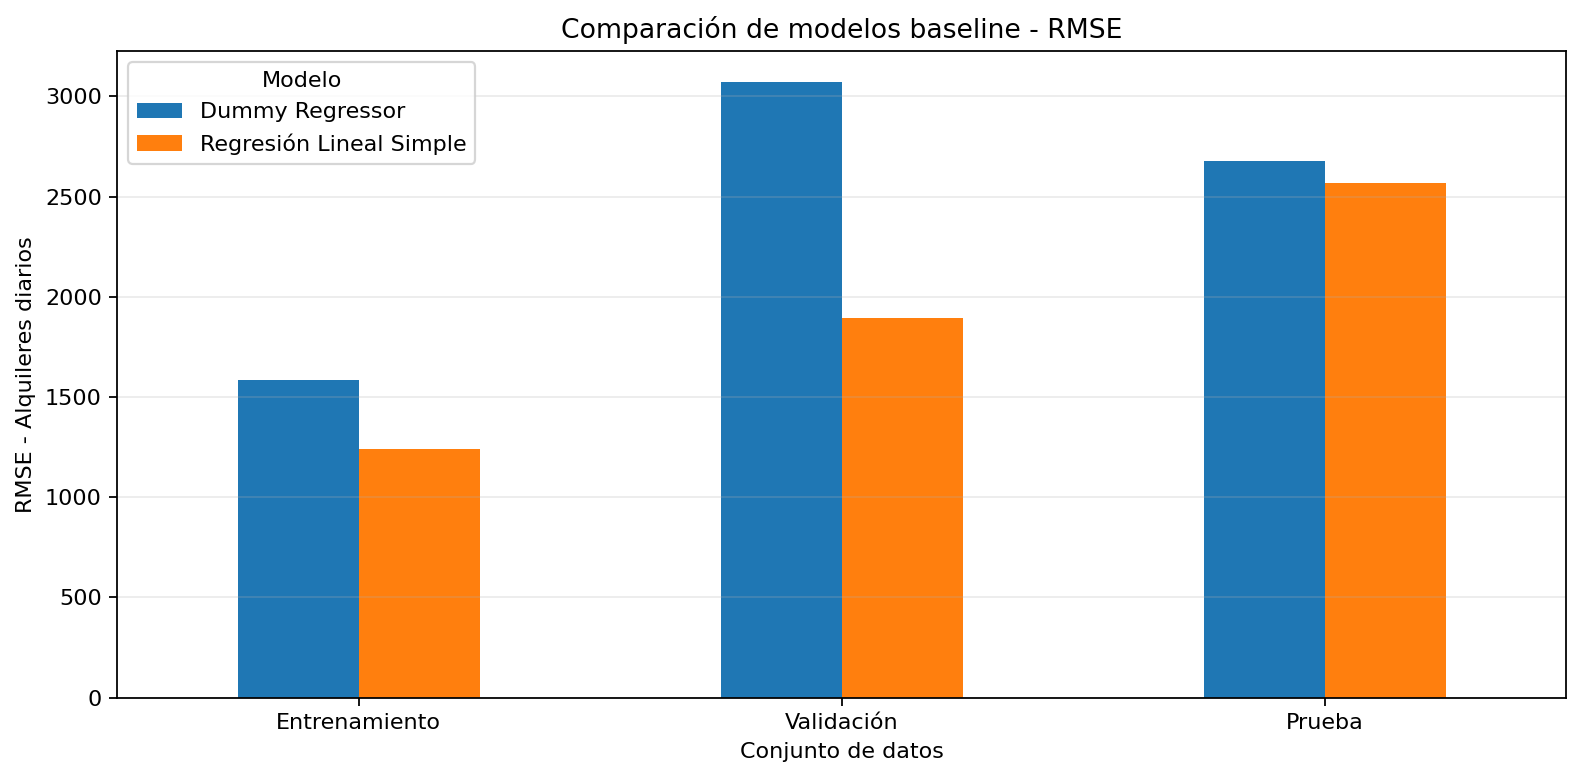 Comparación de modelos baseline - RMSE
Modelo
Dummy Regressor
Regresión Lineal Simple
RMSE - Alquileres diarios
3000
2500
2000
1500
1000
500
0
Entrenamiento
Validación
Prueba
Conjunto de datos